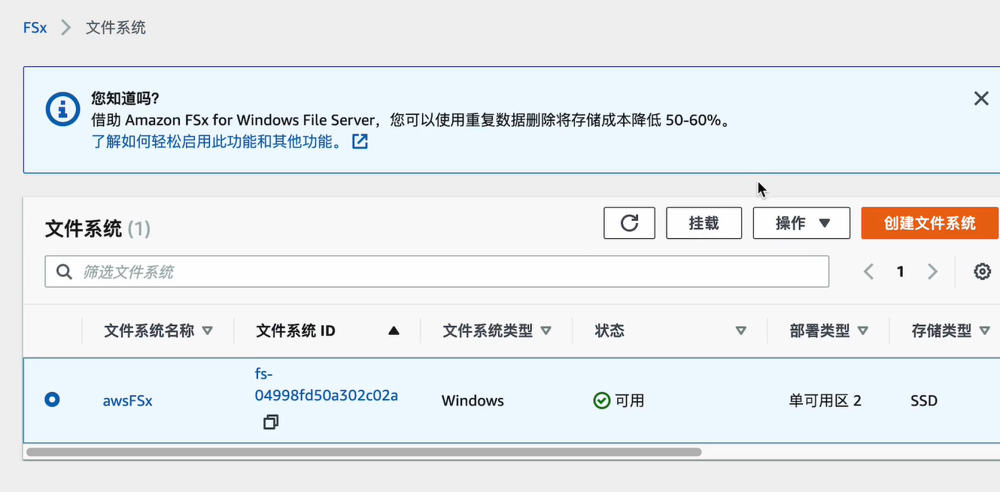 FSx
文件系统
您知道吗?
借助 Amazon FSx for Windows File Server，您可以使用重复数据删除将存储成本降低 50-60%。
了解如何轻松启用此功能和其他功能。
文件系统 (1)
挂载
操作
创建文件系统
筛选文件系统
1
文件系统名称
文件系统 ID
文件系统类型
状态
部署类型
存储类型
awsFSx
fs-
04998fd50a302c02a
Windows
可用
单可用区 2
SSD